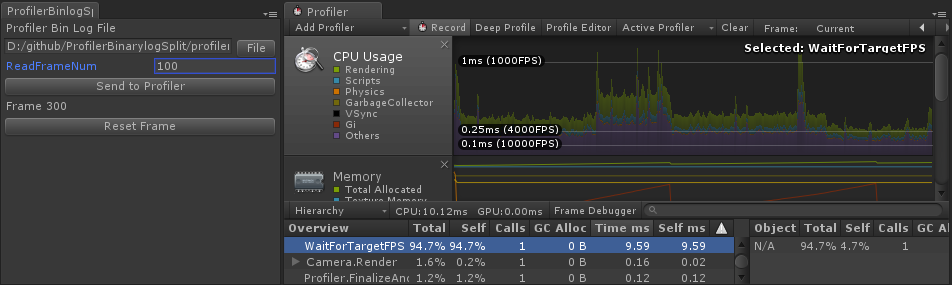 ProfilerBinlogSp
Profiler Bin Log File
D:/github/ProfilerBinarylogSplit/profiler File
ReadFrameNum 100
Send to Profiler
Frame 300
Reset Frame
Profiler
Add Profiler Record Deep Profile Profile Editor Active Profiler Clear Frame: Current
CPU Usage
Rendering
Scripts
Physics
GarbageCollector
VSync
Gi
Others
Selected: WaitForTargetFPS
1ms (1000FPS)
0.25ms (4000FPS)
0.1ms (10000FPS)
Memory
Total Allocated
Texture Memory
Hierarchy CPU:10.12ms GPU:0.00ms Frame Debugger
Overview Total Self Calls GC Alloc Time ms Self ms
WaitForTargetFPS 94.7% 94.7% 1 0 B 9.59 9.59
Camera.Render 1.6% 0.2% 1 0 B 0.16 0.02
Profiler.FinalizeAnd 1.2% 1.2% 1 0 B 0.12 0.12
Object Total Self Calls GC Al
N/A 94.7% 4.7% 1